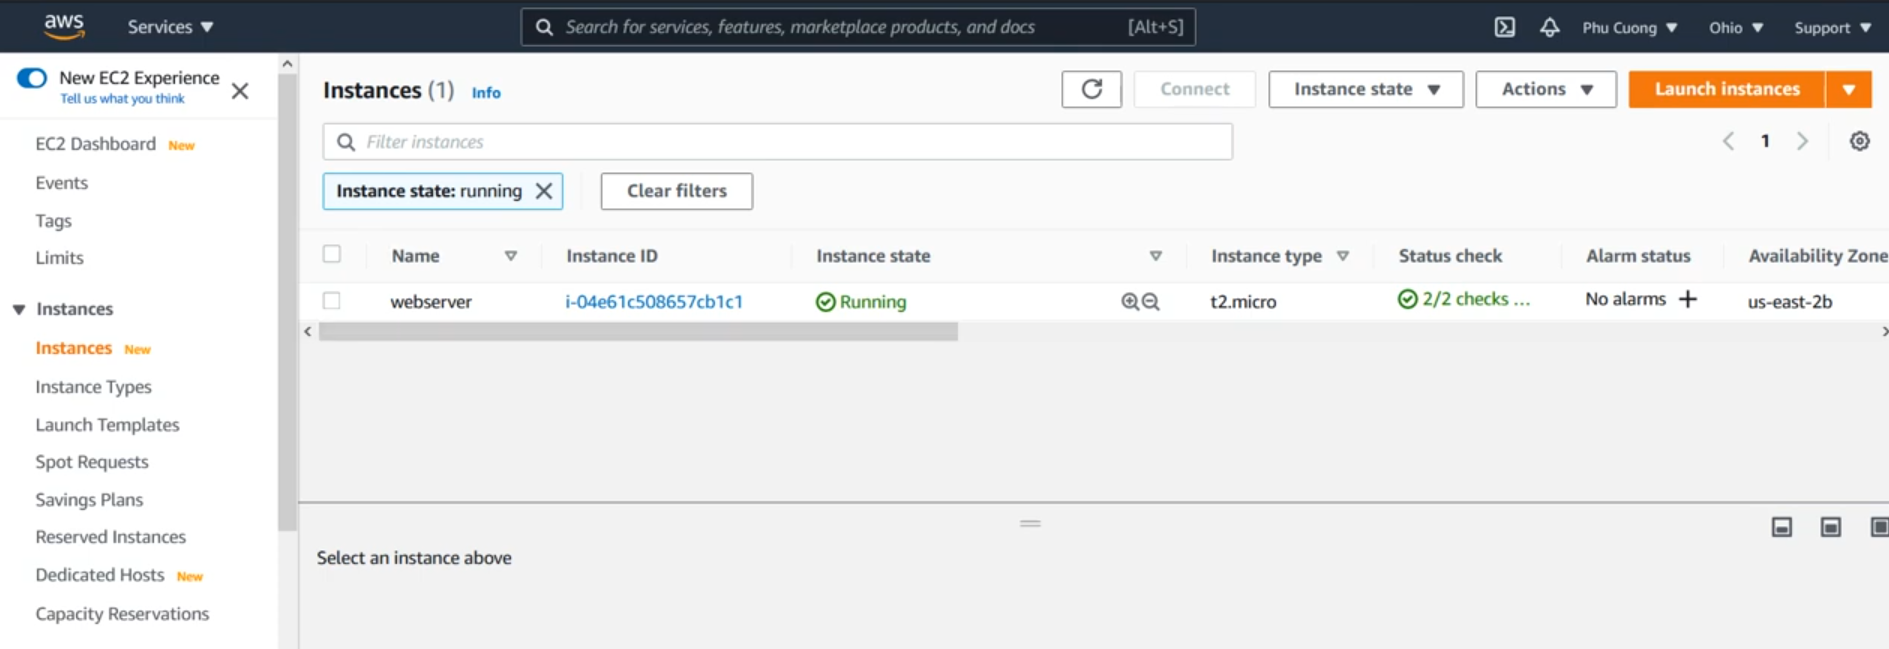 aws Services Search for services, features, marketplace products, and docs [Alt+S] Phu Cuong Ohio Support
New EC2 Experience
Tell us what you think
EC2 Dashboard New
Events
Tags
Limits
Instances
Instances New
Instance Types
Launch Templates
Spot Requests
Savings Plans
Reserved Instances
Dedicated Hosts New
Capacity Reservations
Instances (1) Info Connect Instance state Actions Launch instances
Filter instances
1
Instance state: running Clear filters
Name Instance ID Instance state Instance type Status check Alarm status Availability Zone
webserver i-04e61c508657cb1c1 Running t2.micro 2/2 checks ... No alarms + us-east-2b
Select an instance above